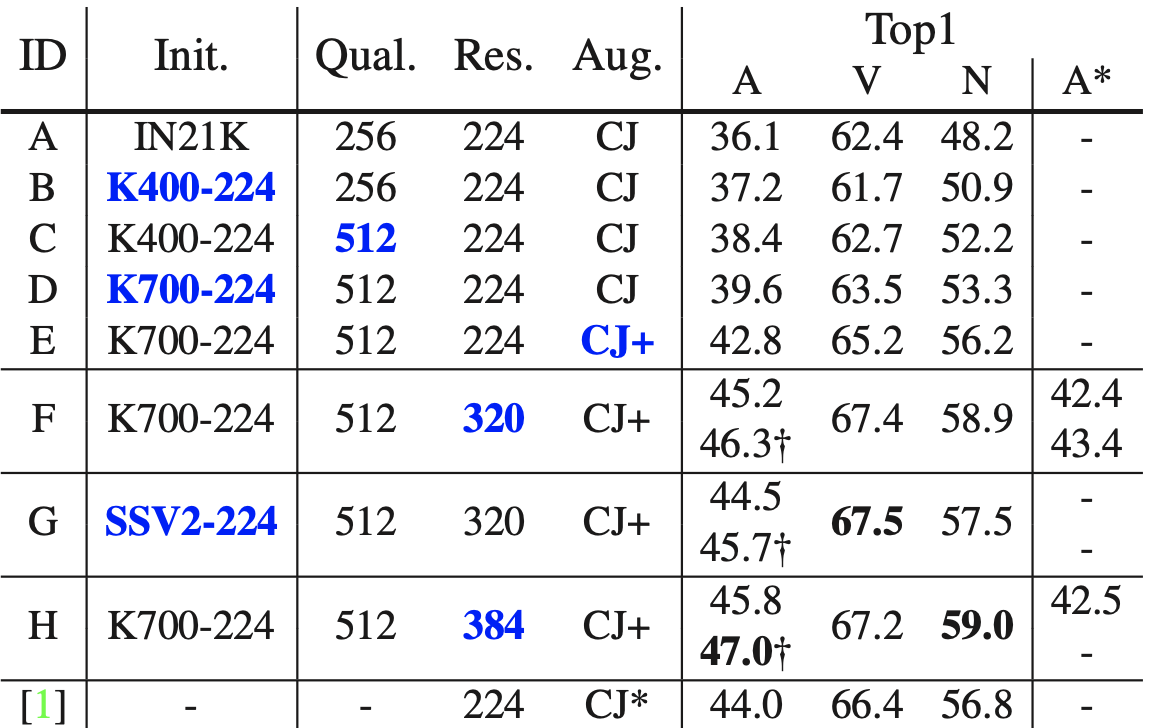 ID Init. Qual. Res. Aug. Top1
A V N A*
A IN21K 256 224 CJ 36.1 62.4 48.2 -
B K400-224 256 224 CJ 37.2 61.7 50.9 -
C K400-224 512 224 CJ 38.4 62.7 52.2 -
D K700-224 512 224 CJ 39.6 63.5 53.3 -
E K700-224 512 224 CJ+ 42.8 65.2 56.2 -
F K700-224 512 320 CJ+ 45.2 67.4 58.9 42.4
46.3† 43.4
G SSV2-224 512 320 CJ+ 44.5 67.5 57.5 -
45.7† -
H K700-224 512 384 CJ+ 45.8 67.2 59.0 42.5
47.0† -
[1] - - 224 CJ* 44.0 66.4 56.8 -